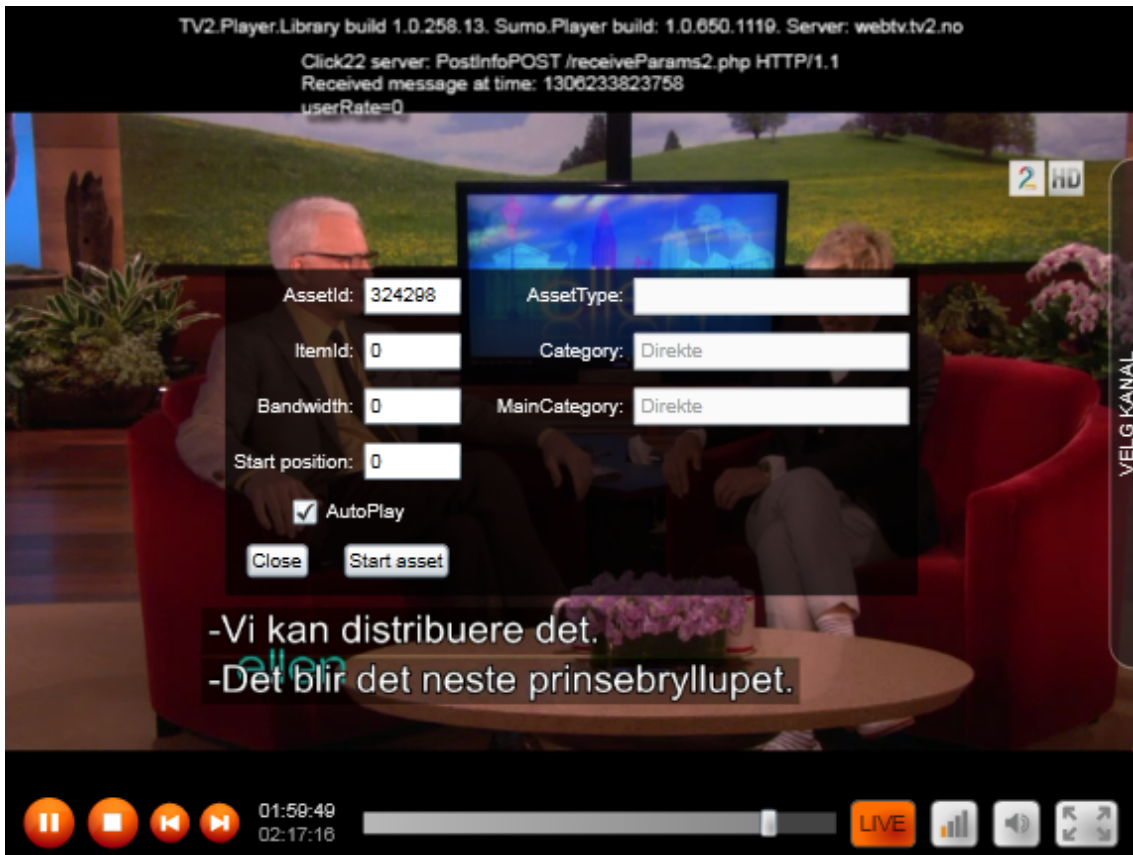 TV2.Player.Library build 1.0.258.13. Sumo.Player build: 1.0.650.1119. Server: webtv.tv2.no
Click22 server: PostInfoPOST /receiveParams2.php HTTP/1.1
Received message at time: 1306233823758
userRate=0
2 HD
AssetId: 324298 AssetType:
ItemId: 0 Category: Direkte
Bandwidth: 0 MainCategory: Direkte
Start position: 0
AutoPlay
Close Start asset
VELG KANAL
-Vi kan distribuere det.
ellen
-Det blir det neste prinsebryllupet.
01:59:49
02:17:16
LIVE